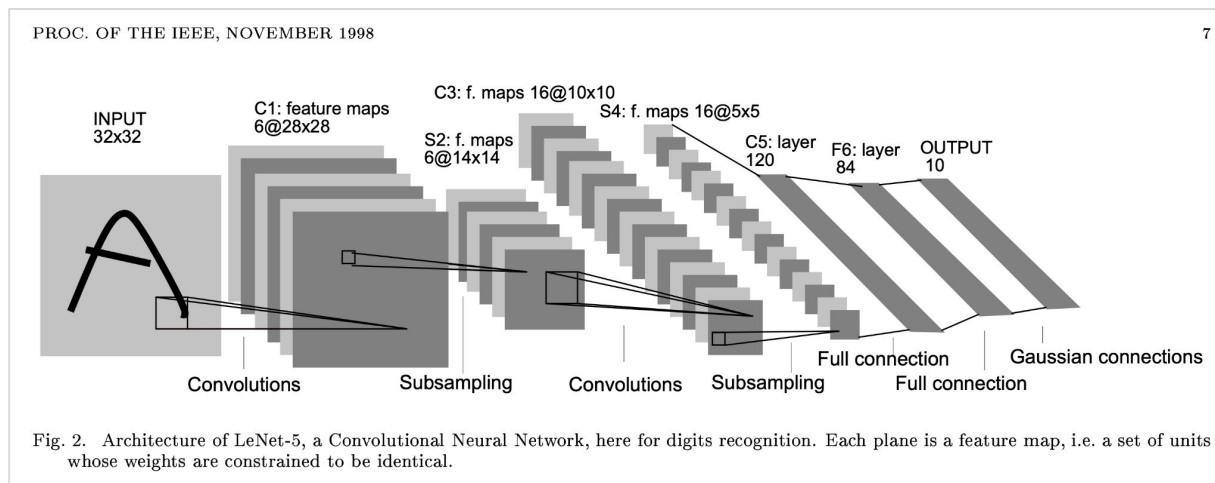 PROC. OF THE IEEE, NOVEMBER 1998
7
INPUT
32x32
C1: feature maps
6@28x28
S2: f. maps
6@14x14
C3: f. maps 16@10x10
S4: f. maps 16@5x5
C5: layer
120
F6: layer
84
OUTPUT
10
Convolutions
Subsampling
Convolutions
Subsampling
Full connection
Full connection
Gaussian connections
Fig. 2. Architecture of LeNet-5, a Convolutional Neural Network, here for digits recognition. Each plane is a feature map, i.e. a set of units
whose weights are constrained to be identical.